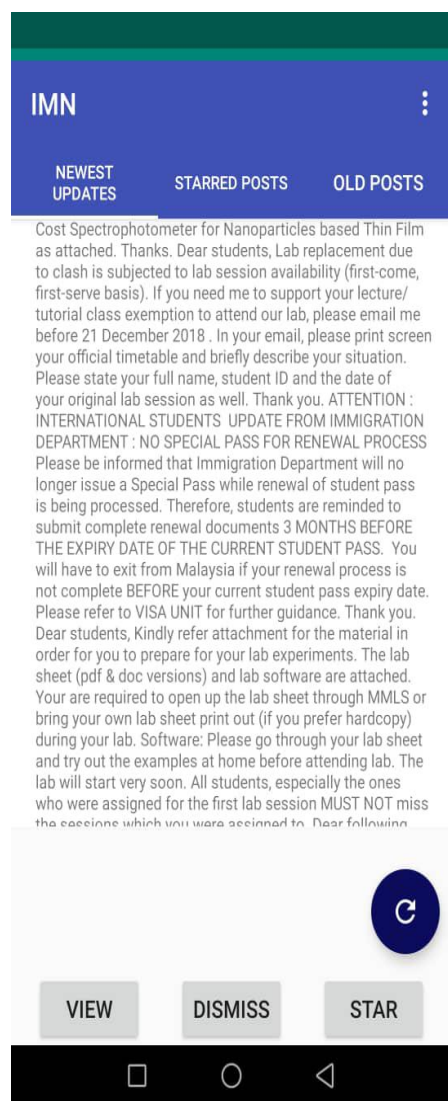 IMN
NEWEST
UPDATES
STARRED POSTS
OLD POSTS
Cost Spectrophotometer for Nanoparticles based Thin Film
as attached. Thanks. Dear students, Lab replacement due
to clash is subjected to lab session availability (first-come,
first-serve basis). If you need me to support your lecture/
tutorial class exemption to attend our lab, please email me
before 21 December 2018 . In your email, please print screen
your official timetable and briefly describe your situation.
Please state your full name, student ID and the date of
your original lab session as well. Thank you. ATTENTION :
INTERNATIONAL STUDENTS  UPDATE FROM IMMIGRATION
DEPARTMENT : NO SPECIAL PASS FOR RENEWAL PROCESS
Please be informed that Immigration Department will no
longer issue a Special Pass while renewal of student pass
is being processed. Therefore, students are reminded to
submit complete renewal documents 3 MONTHS BEFORE
THE EXPIRY DATE OF THE CURRENT STUDENT PASS.  You
will have to exit from Malaysia if your renewal process is
not complete BEFORE your current student pass expiry date.
Please refer to VISA UNIT for further guidance. Thank you.
Dear students, Kindly refer attachment for the material in
order for you to prepare for your lab experiments. The lab
sheet (pdf & doc versions) and lab software are attached.
Your are required to open up the lab sheet through MMLS or
bring your own lab sheet print out (if you prefer hardcopy)
during your lab. Software: Please go through your lab sheet
and try out the examples at home before attending lab. The
lab will start very soon. All students, especially the ones
who were assigned for the first lab session MUST NOT miss
the sessions which you were assigned to. Dear following
VIEW
DISMISS
STAR